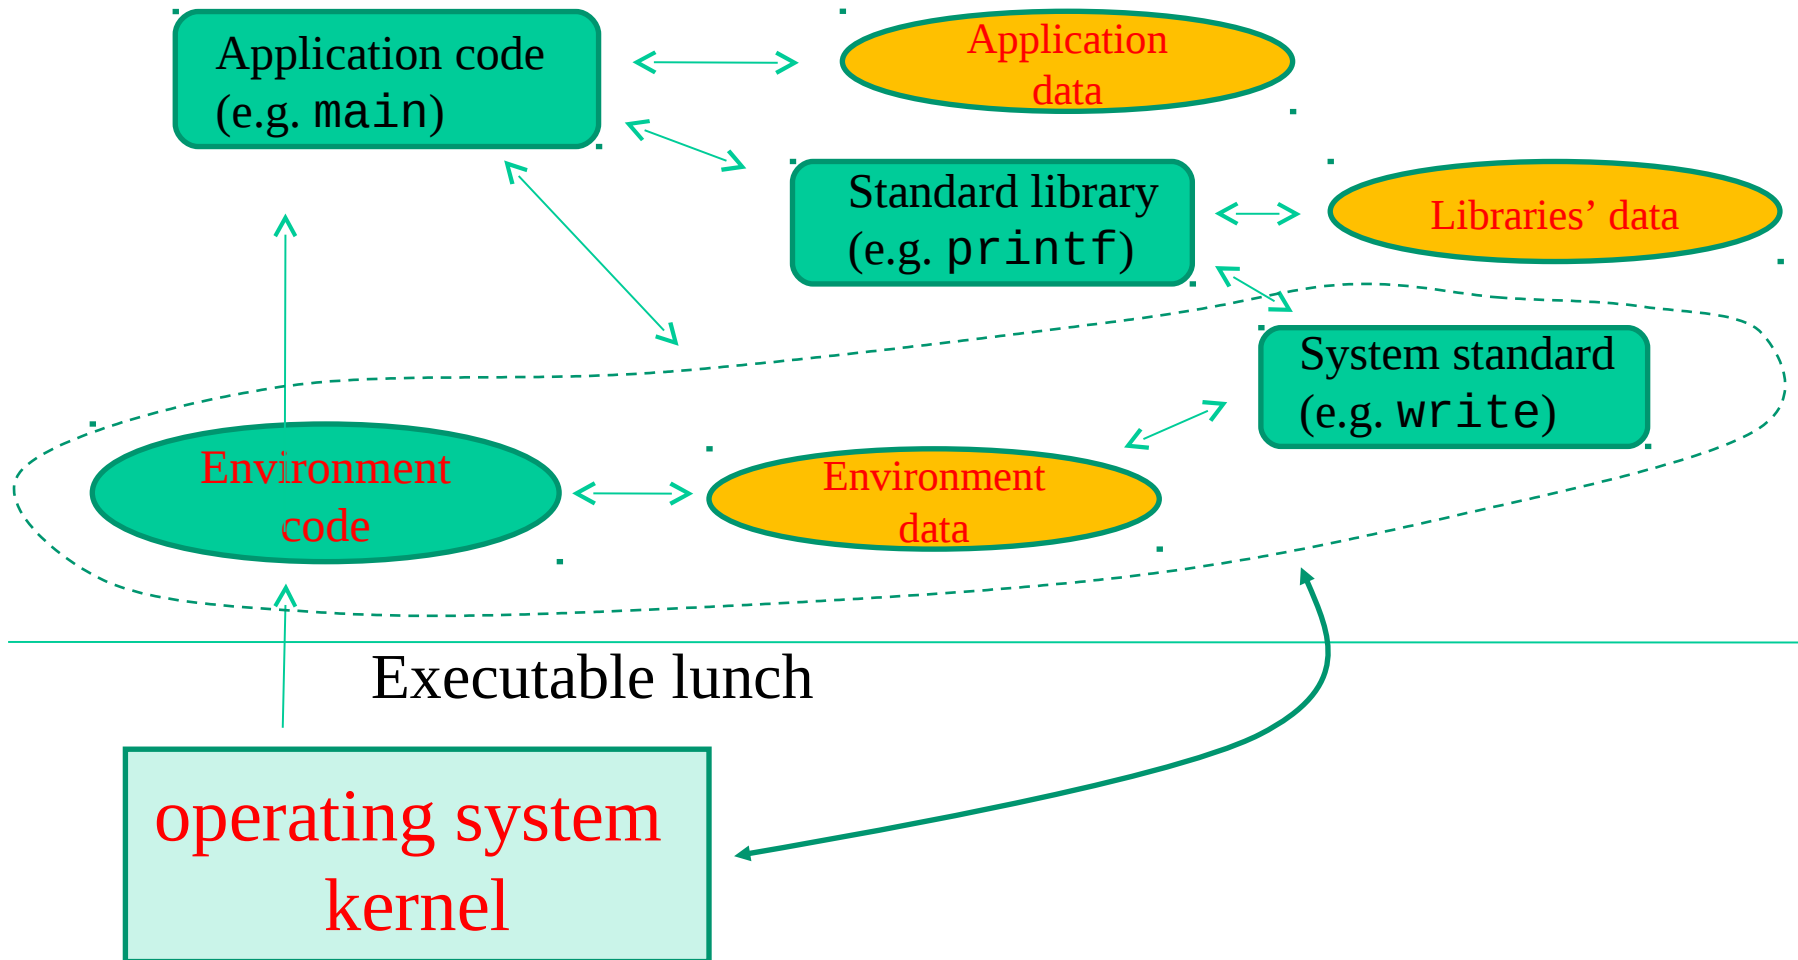 Application code
(e.g. main)
Application
data
Standard library
(e.g. printf)
Libraries’ data
System standard
(e.g. write)
Environment
code
Environment
data
Executable lunch
operating system
kernel